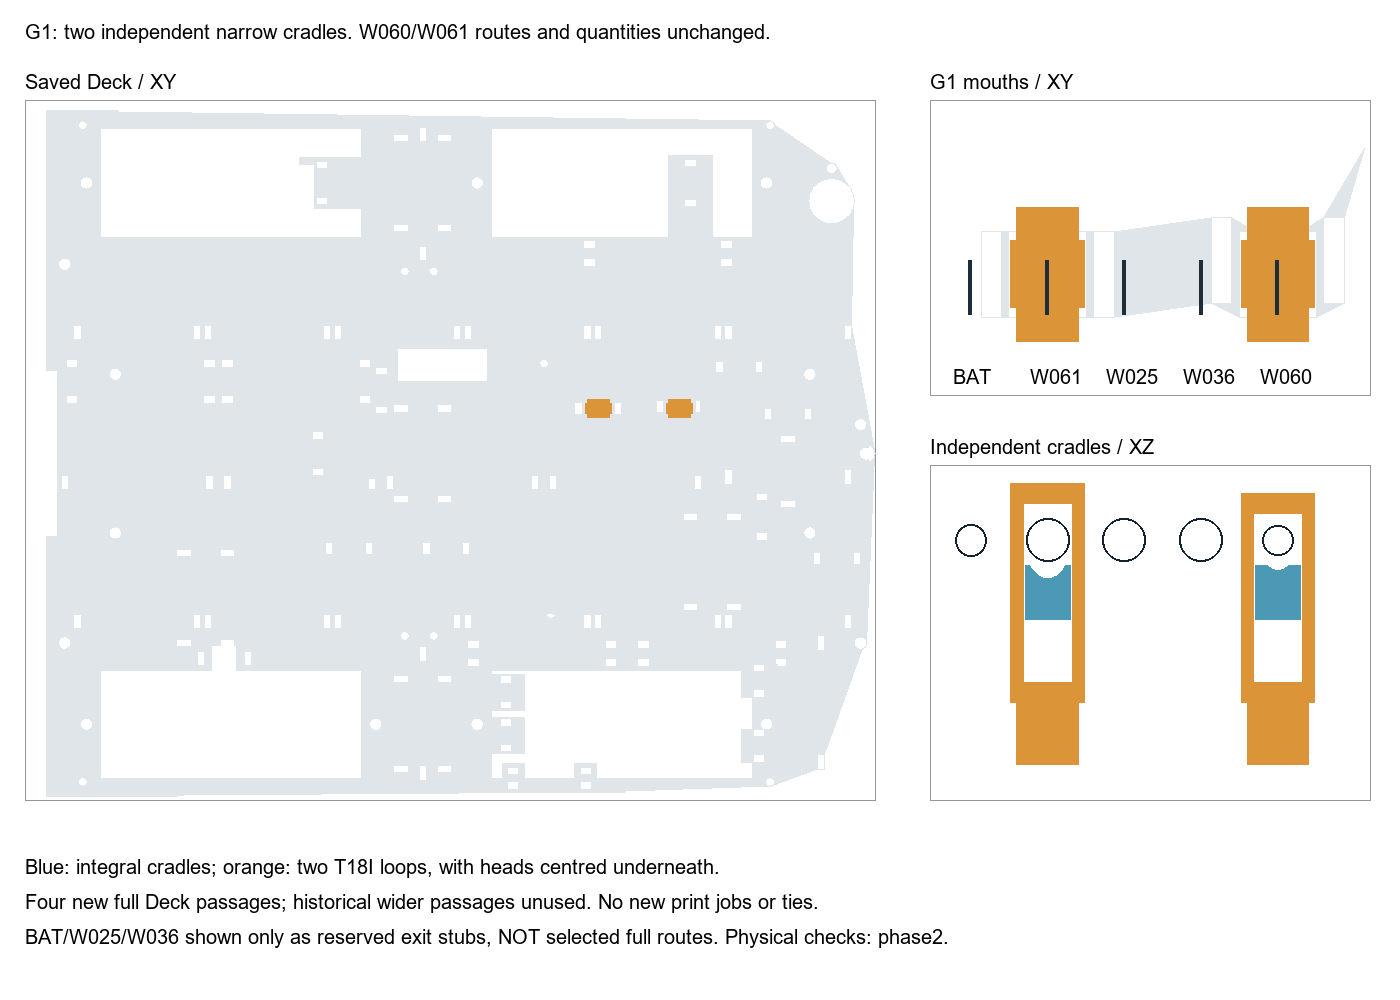 G1: two independent narrow cradles. W060/W061 routes and quantities unchanged.
Saved Deck / XY
G1 mouths / XY
BAT W061 W025 W036 W060
Independent cradles / XZ
Blue: integral cradles; orange: two T18I loops, with heads centred underneath.
Four new full Deck passages; historical wider passages unused. No new print jobs or ties.
BAT/W025/W036 shown only as reserved exit stubs, NOT selected full routes. Physical checks: phase2.